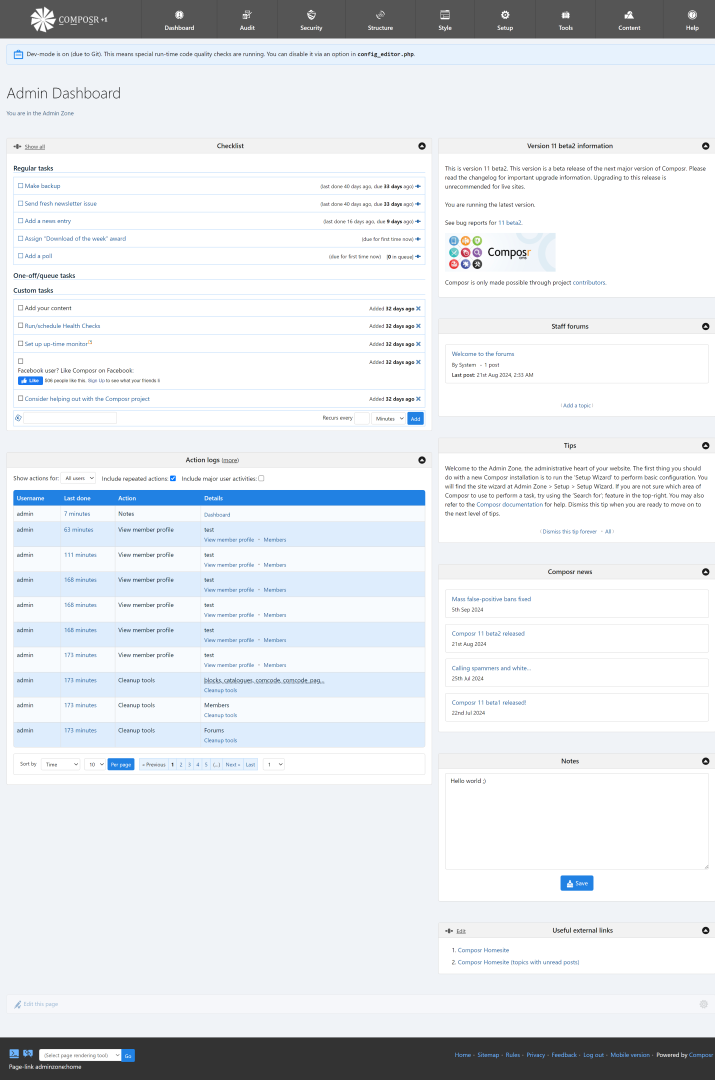 COMPOSR +1
Dashboard
Audit
Security
Structure
Style
Setup
Tools
Content
Help
Dev-mode is on (due to Git). This means special run-time code quality checks are running. You can disable it via an option in config_editor.php.
Admin Dashboard
You are in the Admin Zone
Show all
Checklist
Regular tasks
Make backup (last done 40 days ago, due 33 days ago)
Send fresh newsletter issue (last done 40 days ago, due 33 days ago)
Add a news entry (last done 16 days ago, due 9 days ago)
Assign "Download of the week" award (due for first time now)
Add a poll (due for first time now) [0 in queue]
One-off/queue tasks
Custom tasks
Add your content Added 32 days ago
Run/schedule Health Checks Added 32 days ago
Set up up-time monitor Added 32 days ago
Added 32 days ago
Facebook user? Like Composr on Facebook:
Like people like this. Sign Up to see what your friends
Consider helping out with the Composr project Added 32 days ago
Recurs every Minutes Add
Action logs (more)
Show actions for: All users Include repeated actions: Include major user activities:
Username Last done Action Details
admin 7 minutes Notes Dashboard
admin 63 minutes View member profile test
View member profile - Members
admin 111 minutes View member profile test
View member profile - Members
admin 168 minutes View member profile test
View member profile - Members
admin 168 minutes View member profile test
View member profile - Members
admin 168 minutes View member profile test
View member profile - Members
admin 173 minutes View member profile test
View member profile - Members
admin 173 minutes Cleanup tools blocks, catalogues, comcode, comcode_pag...
Cleanup tools
admin 173 minutes Cleanup tools Members
Cleanup tools
admin 173 minutes Cleanup tools Forums
Cleanup tools
Sort by Time 10 Per page « Previous 1 2 3 4 5 (...) Next » Last 1
Version 11 beta2 information
This is version 11 beta2. This version is a beta release of the next major version of Composr. Please
read the changelog for important upgrade information. Upgrading to this release is
unrecommended for live sites.
You are running the latest version.
See bug reports for 11 beta2.
Composr
Composr is only made possible through project contributors.
Staff forums
Welcome to the forums
By System - 1 post
Last post: 21st Aug 2024, 2:33 AM
[ Add a topic ]
Tips
Welcome to the Admin Zone, the administrative heart of your website. The first thing you should
do with a new Composr installation is to run the 'Setup Wizard' to perform basic configuration. You
will find the site wizard at Admin Zone > Setup > Setup Wizard. If you are not sure which area of
Composr to use to perform a task, try using the 'Search for', feature in the top-right. You may also
refer to the Composr documentation for help. Dismiss this tip when you are ready to move on to
the next level of tips.
[ Dismiss this tip forever - All ]
Composr news
Mass false-positive bans fixed
5th Sep 2024
Composr 11 beta2 released
21st Aug 2024
Calling spammers and white...
25th Jul 2024
Composr 11 beta1 released!
22nd Jul 2024
Notes
Hello world ;)
Save
Edit
Useful external links
1. Composr Homesite
2. Composr Homesite (topics with unread posts)
Edit this page
(Select page rendering tool) Go
Page-link adminzone:home
Home - Sitemap - Rules - Privacy - Feedback - Log out - Mobile version - Powered by Composr